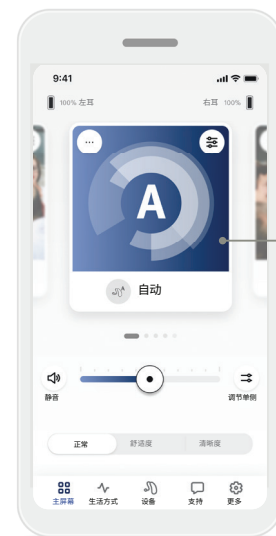 9:41
100% 左耳
右耳 100%
...
A
自动
静音
调节单侧
正常
舒适度
清晰度
主屏幕
生活方式
设备
支持
更多